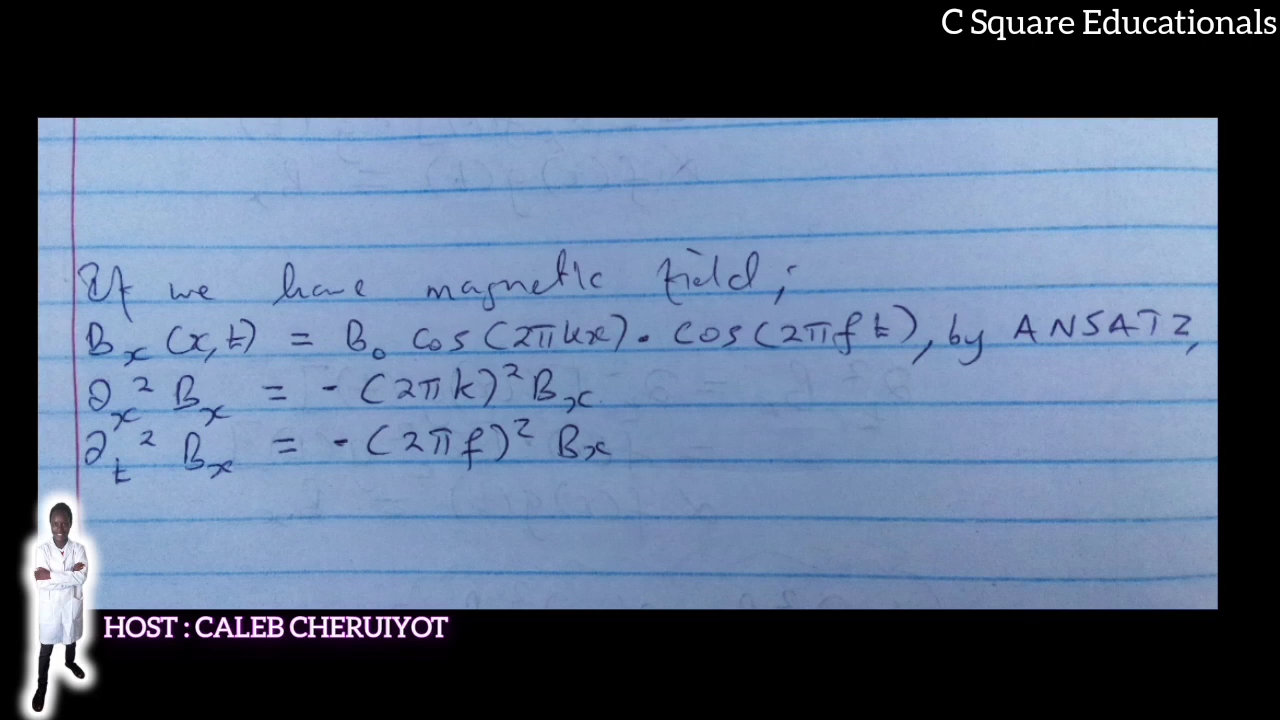 C Square Educationals
If we have magnetic field;
Bₓ(x,t) = B₀ cos(2πkx). cos(2πft), by ANSATZ,
∂ₓ² Bₓ = -(2πk)² Bₓ
∂ₜ² Bₓ = -(2πf)² Bₓ
HOST : CALEB CHERUIYOT